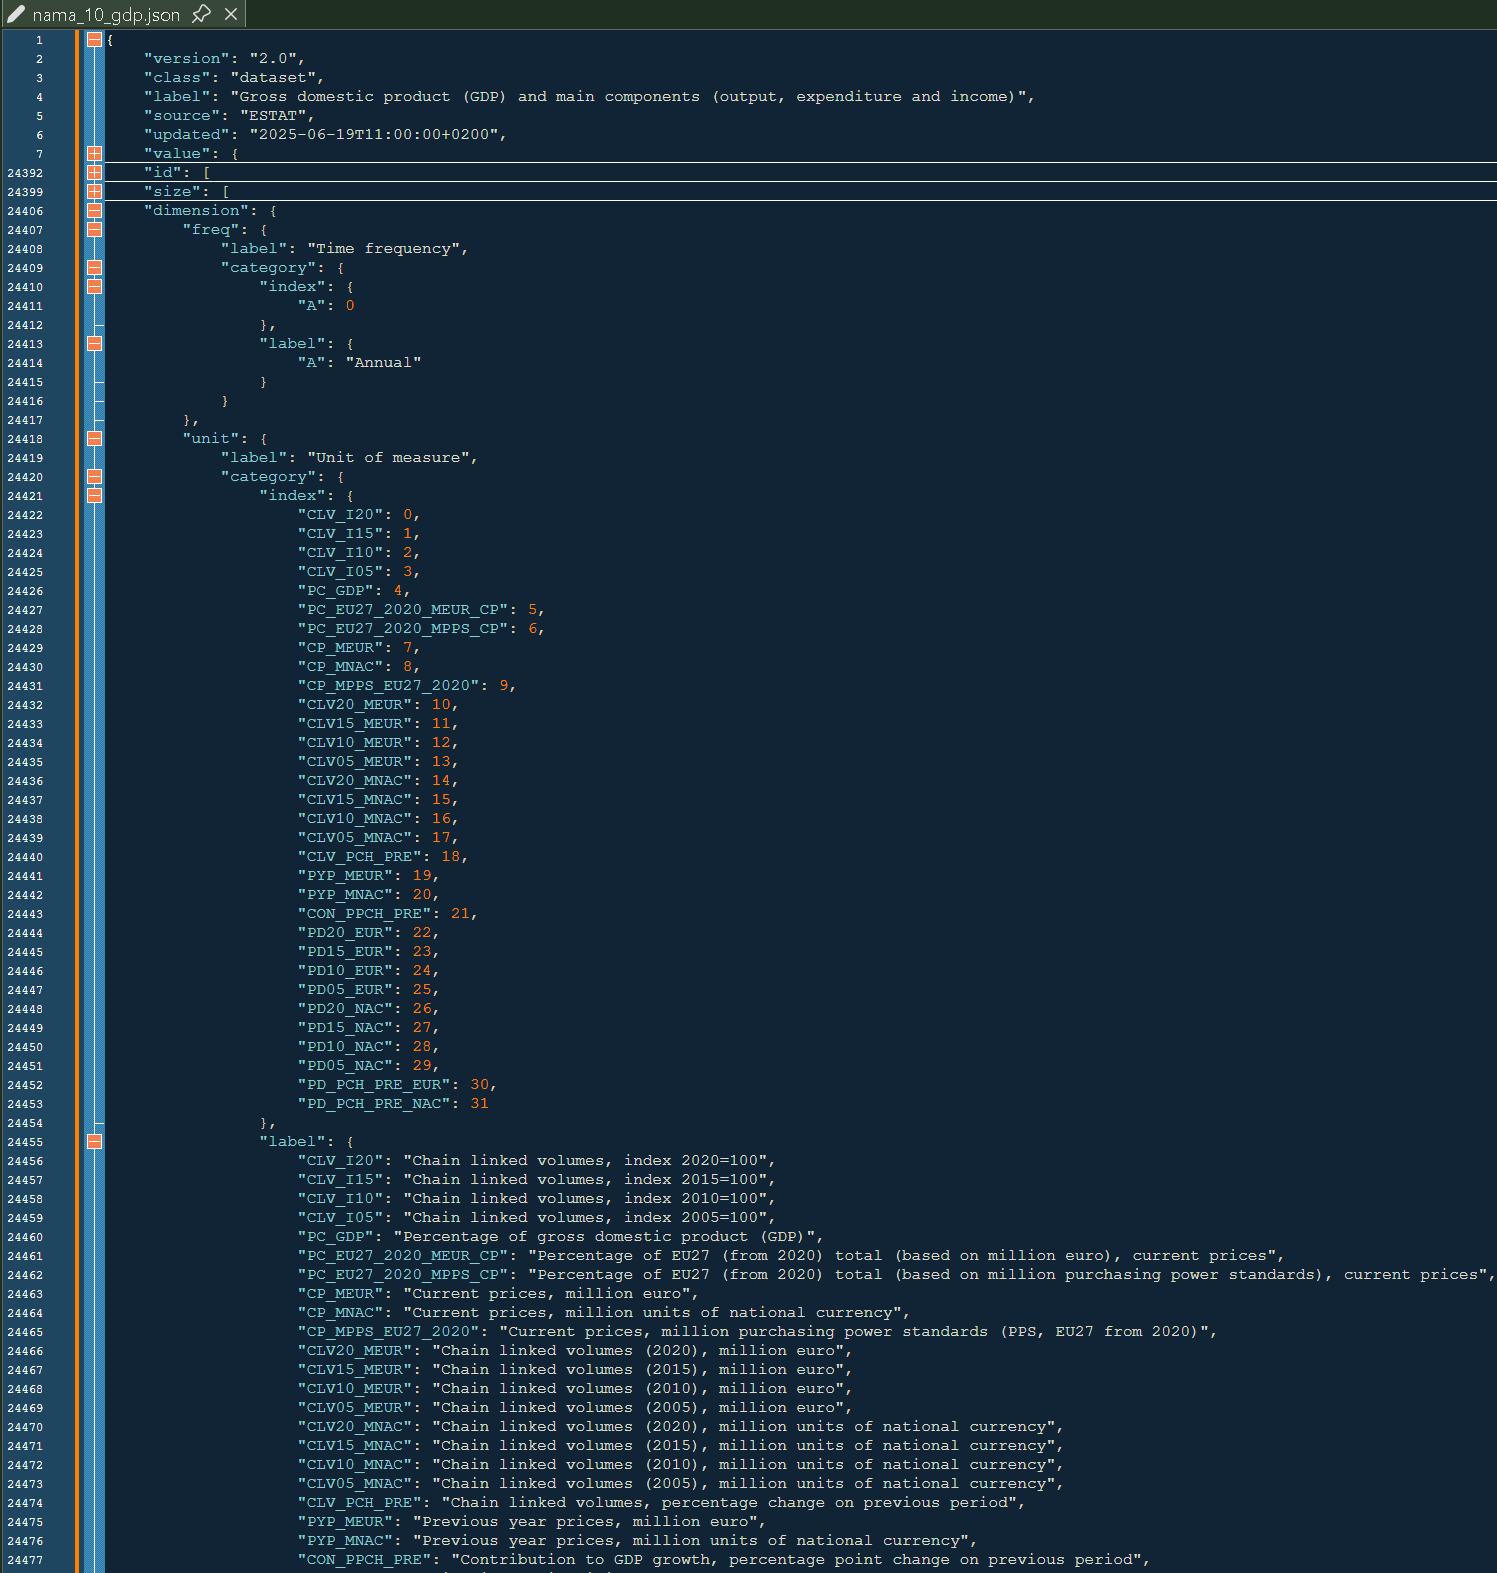 nama_10_gdp.json
1 {
2 "version": "2.0",
3 "class": "dataset",
4 "label": "Gross domestic product (GDP) and main components (output, expenditure and income)",
5 "source": "ESTAT",
6 "updated": "2025-06-19T11:00:00+0200",
7 "value": {
24392 "id": [
24399 "size": [
24406 "dimension": {
24407 "freq": {
24408 "label": "Time frequency",
24409 "category": {
24410 "index": {
24411 "A": 0
24412 },
24413 "label": {
24414 "A": "Annual"
24415 }
24416 }
24417 },
24418 "unit": {
24419 "label": "Unit of measure",
24420 "category": {
24421 "index": {
24422 "CLV_I20": 0,
24423 "CLV_I15": 1,
24424 "CLV_I10": 2,
24425 "CLV_I05": 3,
24426 "PC_GDP": 4,
24427 "PC_EU27_2020_MEUR_CP": 5,
24428 "PC_EU27_2020_MPPS_CP": 6,
24429 "CP_MEUR": 7,
24430 "CP_MNAC": 8,
24431 "CP_MPPS_EU27_2020": 9,
24432 "CLV20_MEUR": 10,
24433 "CLV15_MEUR": 11,
24434 "CLV10_MEUR": 12,
24435 "CLV05_MEUR": 13,
24436 "CLV20_MNAC": 14,
24437 "CLV15_MNAC": 15,
24438 "CLV10_MNAC": 16,
24439 "CLV05_MNAC": 17,
24440 "CLV_PCH_PRE": 18,
24441 "PYP_MEUR": 19,
24442 "PYP_MNAC": 20,
24443 "CON_PPCH_PRE": 21,
24444 "PD20_EUR": 22,
24445 "PD15_EUR": 23,
24446 "PD10_EUR": 24,
24447 "PD05_EUR": 25,
24448 "PD20_NAC": 26,
24449 "PD15_NAC": 27,
24450 "PD10_NAC": 28,
24451 "PD05_NAC": 29,
24452 "PD_PCH_PRE_EUR": 30,
24453 "PD_PCH_PRE_NAC": 31
24454 },
24455 "label": {
24456 "CLV_I20": "Chain linked volumes, index 2020=100",
24457 "CLV_I15": "Chain linked volumes, index 2015=100",
24458 "CLV_I10": "Chain linked volumes, index 2010=100",
24459 "CLV_I05": "Chain linked volumes, index 2005=100",
24460 "PC_GDP": "Percentage of gross domestic product (GDP)",
24461 "PC_EU27_2020_MEUR_CP": "Percentage of EU27 (from 2020) total (based on million euro), current prices",
24462 "PC_EU27_2020_MPPS_CP": "Percentage of EU27 (from 2020) total (based on million purchasing power standards), current prices",
24463 "CP_MEUR": "Current prices, million euro",
24464 "CP_MNAC": "Current prices, million units of national currency",
24465 "CP_MPPS_EU27_2020": "Current prices, million purchasing power standards (PPS, EU27 from 2020)",
24466 "CLV20_MEUR": "Chain linked volumes (2020), million euro",
24467 "CLV15_MEUR": "Chain linked volumes (2015), million euro",
24468 "CLV10_MEUR": "Chain linked volumes (2010), million euro",
24469 "CLV05_MEUR": "Chain linked volumes (2005), million euro",
24470 "CLV20_MNAC": "Chain linked volumes (2020), million units of national currency",
24471 "CLV15_MNAC": "Chain linked volumes (2015), million units of national currency",
24472 "CLV10_MNAC": "Chain linked volumes (2010), million units of national currency",
24473 "CLV05_MNAC": "Chain linked volumes (2005), million units of national currency",
24474 "CLV_PCH_PRE": "Chain linked volumes, percentage change on previous period",
24475 "PYP_MEUR": "Previous year prices, million euro",
24476 "PYP_MNAC": "Previous year prices, million units of national currency",
24477 "CON_PPCH_PRE": "Contribution to GDP growth, percentage point change on previous period",